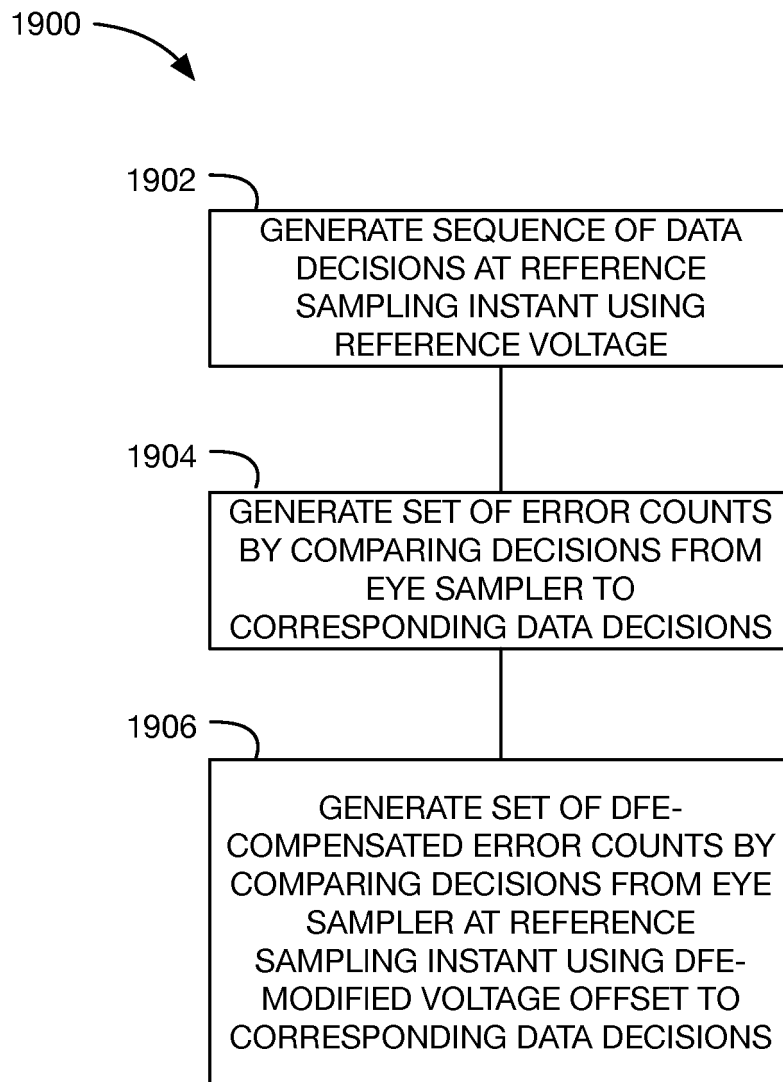 1900
1902
GENERATE SEQUENCE OF DATA
DECISIONS AT REFERENCE
SAMPLING INSTANT USING
REFERENCE VOLTAGE
1904
GENERATE SET OF ERROR COUNTS
BY COMPARING DECISIONS FROM
EYE SAMPLER TO
CORRESPONDING DATA DECISIONS
1906
GENERATE SET OF DFE-
COMPENSATED ERROR COUNTS BY
COMPARING DECISIONS FROM EYE
SAMPLER AT REFERENCE
SAMPLING INSTANT USING DFE-
MODIFIED VOLTAGE OFFSET TO
CORRESPONDING DATA DECISIONS